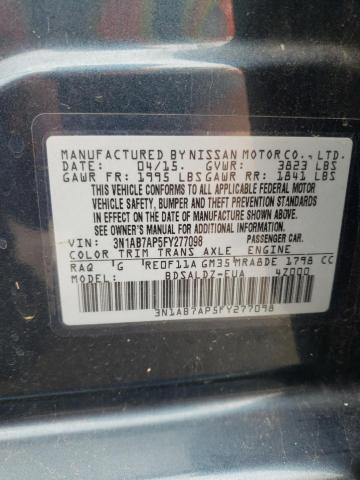 MANUFACTURED BY NISSAN MOTOR CO., LTD.
DATE: 04/15. GVWR: 3823 LBS
GAWR FR: 1995 LBS GAWR RR: 1841 LBS
THIS VEHICLE CONFORMS TO ALL APPLICABLE FEDERAL MOTOR
VEHICLE SAFETY, BUMPER AND THEFT PREVENTION STANDARDS
IN EFFECT ON THE DATE OF MANUFACTURE SHOWN ABOVE.
SEE OWNER'S MANUAL FOR ADDITIONAL INFORMATION.
VIN: 3N1AB7AP5FY277098 PASSENGER CAR.
COLOR TRIM TRANS AXLE ENGINE
RAQ G RE0F11A GM35 MRA8DE 1798 CC
BDSALDZ-EUA 47000
3N1AB7AP5FY277098